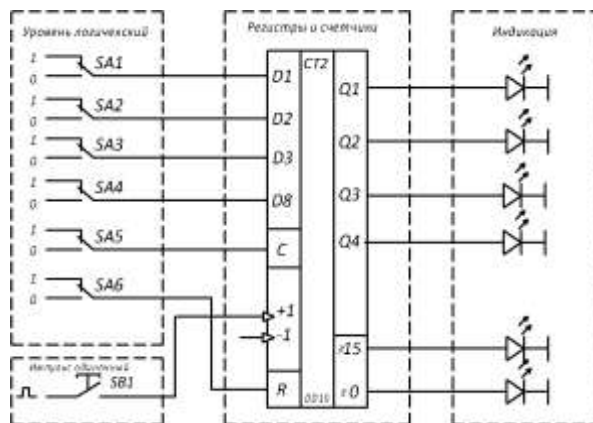 Уровень логический
Регистры и счетчики
Индикация
1
0
SA1
1
0
SA2
1
0
SA3
1
0
SA4
1
0
SA5
1
0
SA6
Импульс одиночный
SB1
D1
D2
D3
D8
C
+1
-1
R
CT2
DD10
Q1
Q2
Q3
Q4
≥15
≤0